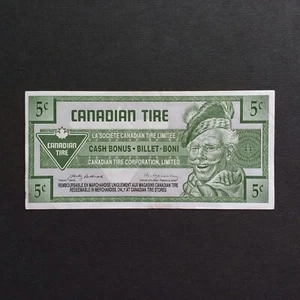 5¢ CANADIAN TIRE 5¢
LA SOCIÉTÉ CANADIAN TIRE LIMITÉE
CASH BONUS • BILLET-BONI
CANADIAN TIRE CORPORATION, LIMITED
CANADIAN
TIRE
5¢ REMBOURSABLE EN MARCHANDISE UNIQUEMENT AUX MAGASINS CANADIAN TIRE 5¢
REDEEMABLE IN MERCHANDISE ONLY AT CANADIAN TIRE STORES